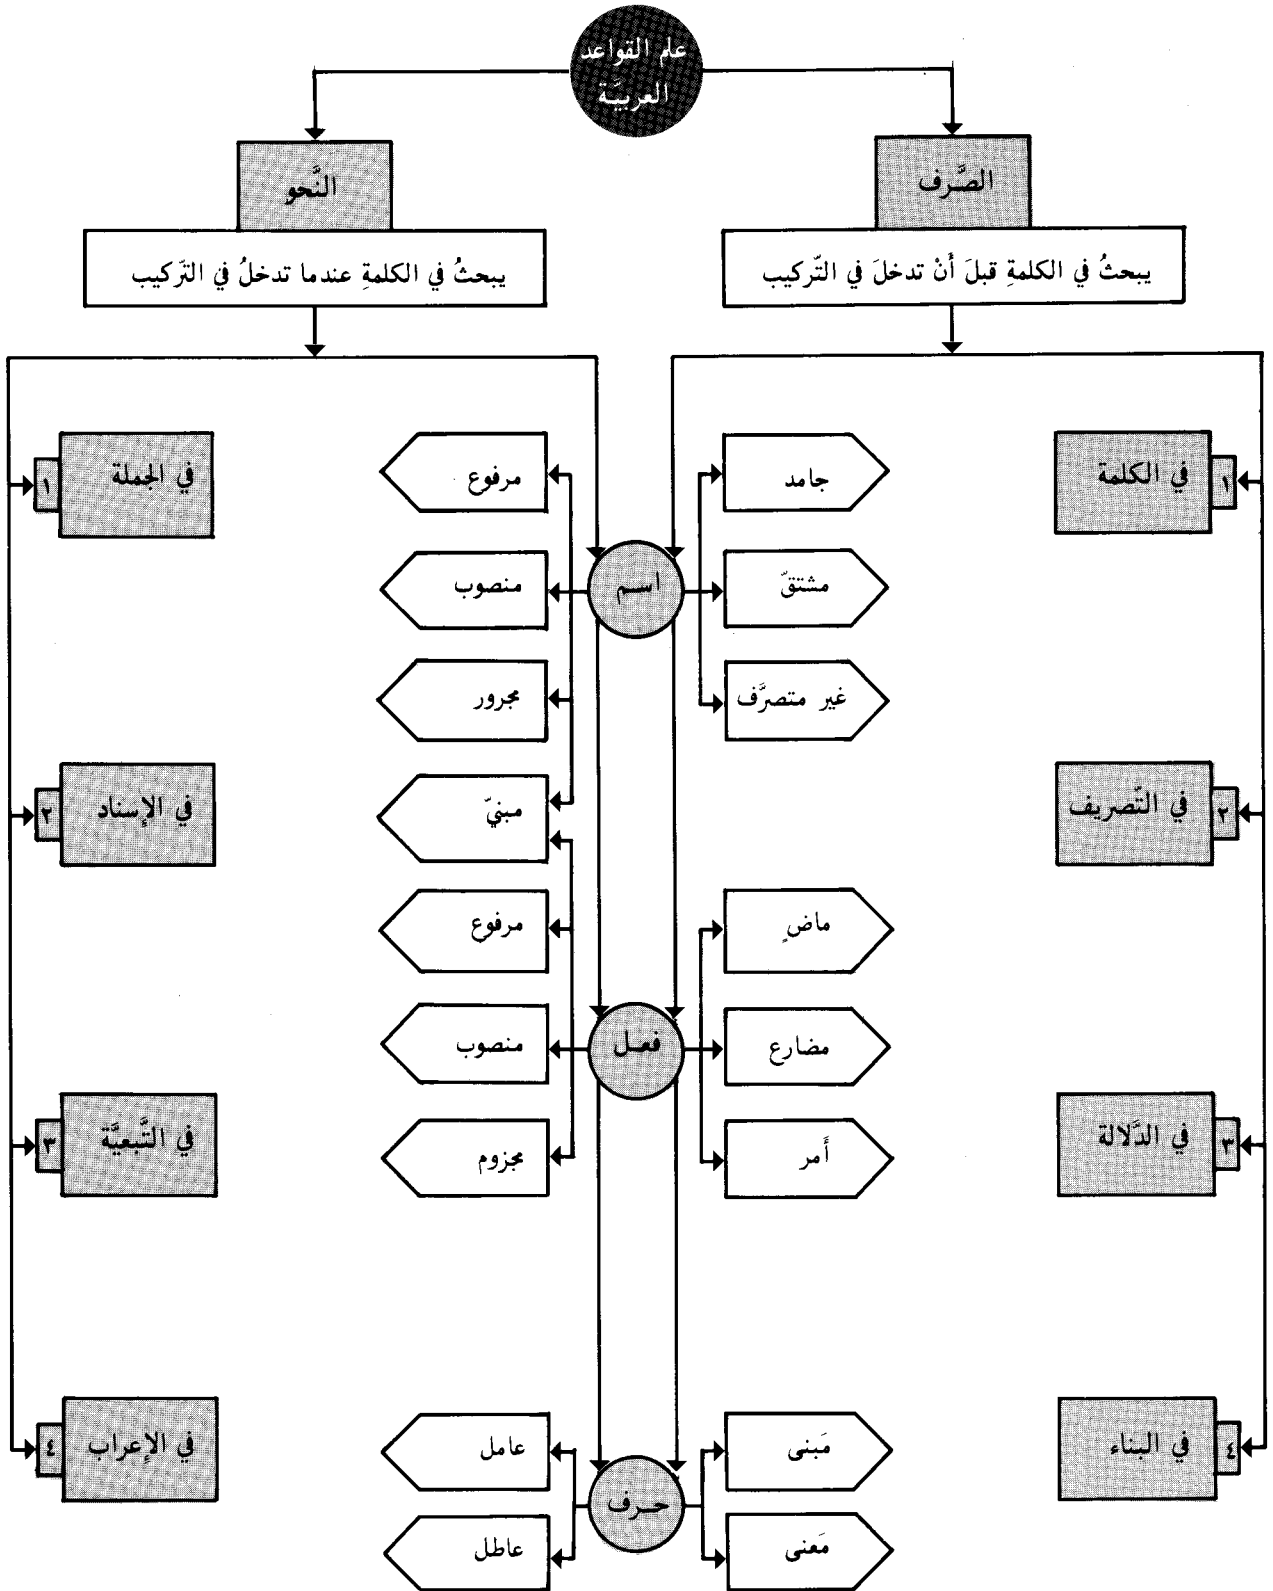 علم القواعد
العربيَّة
الصَّرف
يبحثُ في الكلمةِ قبلَ أَنْ تدخلَ في التّركيب
النَّحو
يبحثُ في الكلمةِ عندما تدخلُ في التّركيب
١
في الكلمة
٢
في التّصريف
٣
في الدَّلالة
٤
في البناء
جامد
مشتقّ
غير متصرَّف
ماضٍ
مضارع
أَمر
مَبنى
مَعنى
اسم
فعل
حرف
مرفوع
منصوب
مجرور
مبنيّ
مرفوع
منصوب
مجزوم
عامل
عاطل
في الجملة
١
في الإسناد
٢
في التَّبعيَّة
٣
في الإعراب
٤